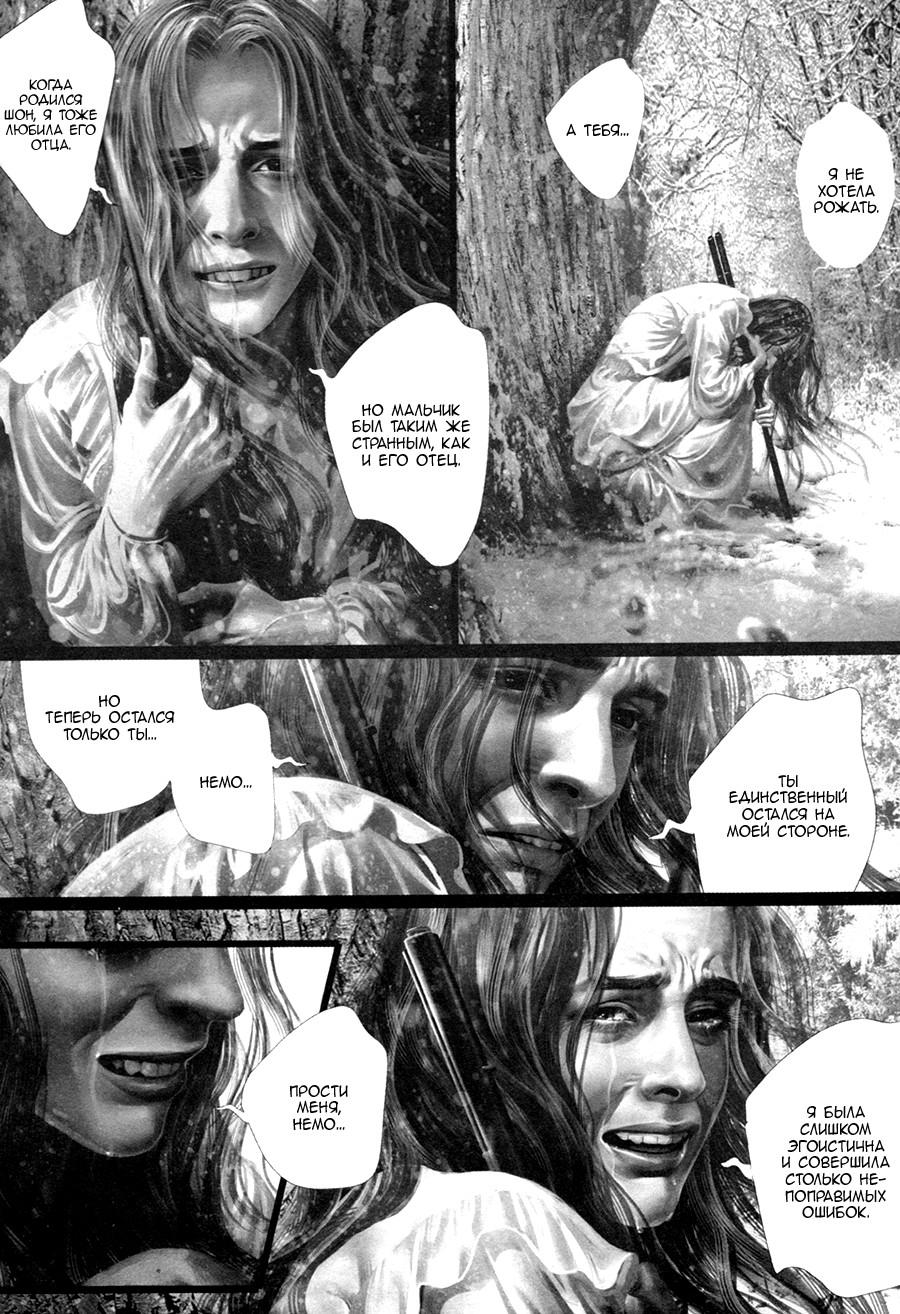 КОГДА
РОДИЛСЯ
ШОН, Я ТОЖЕ
ЛЮБИЛА ЕГО
ОТЦА.
НО МАЛЬЧИК
БЫЛ ТАКИМ ЖЕ
СТРАННЫМ, КАК
И ЕГО ОТЕЦ.
А ТЕБЯ...
Я НЕ
ХОТЕЛА
РОЖАТЬ.
НО
ТЕПЕРЬ ОСТАЛСЯ
ТОЛЬКО ТЫ...
НЕМО...
ТЫ
ЕДИНСТВЕННЫЙ
ОСТАЛСЯ НА
МОЕЙ СТОРОНЕ.
ПРОСТИ
МЕНЯ,
НЕМО...
Я БЫЛА
СЛИШКОМ
ЭГОИСТИЧНА
И СОВЕРШИЛА
СТОЛЬКО НЕ-
ПОПРАВИМЫХ
ОШИБОК.